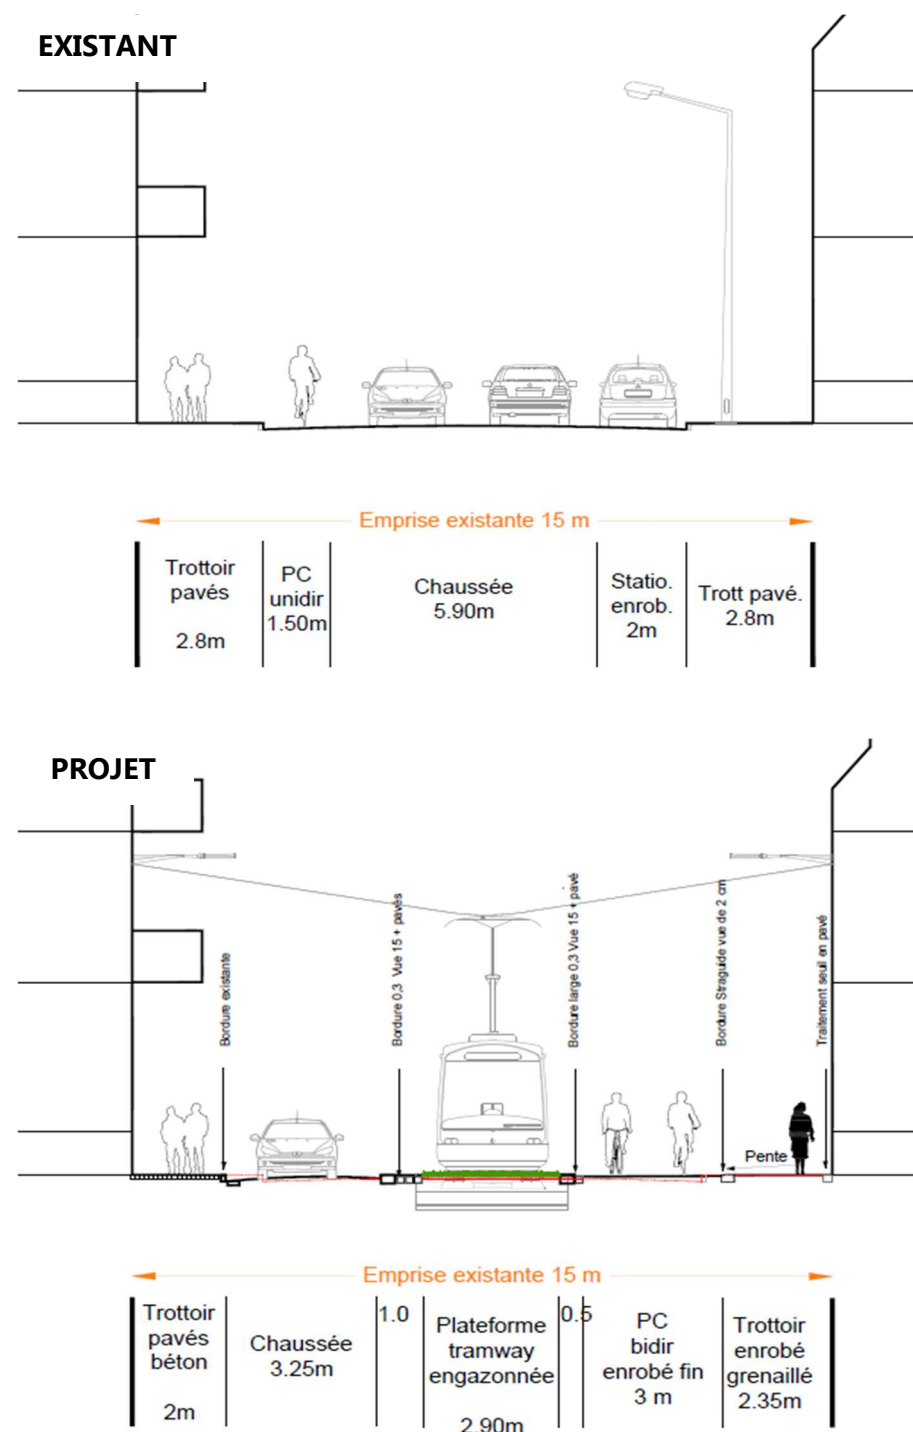 EXISTANT
Emprise existante 15 m
Trottoir
pavés
2.8m
PC
unidir
1.50m
Chaussée
5.90m
Statio.
enrob.
2m
Trott pavé.
2.8m
PROJET
Bordure existante
Bordure 0,3 Vue 15 + pavés
Bordure large 0,3 Vue 15 + pavé
Bordure Straguide vue de 2 cm
Traitement seuil en pavé
Pente
Emprise existante 15 m
Trottoir
pavés
béton
2m
Chaussée
3.25m
1.0
Plateforme
tramway
engazonnée
2.90m
0.5
PC
bidir
enrobé fin
3 m
Trottoir
enrobé
grenaillé
2.35m